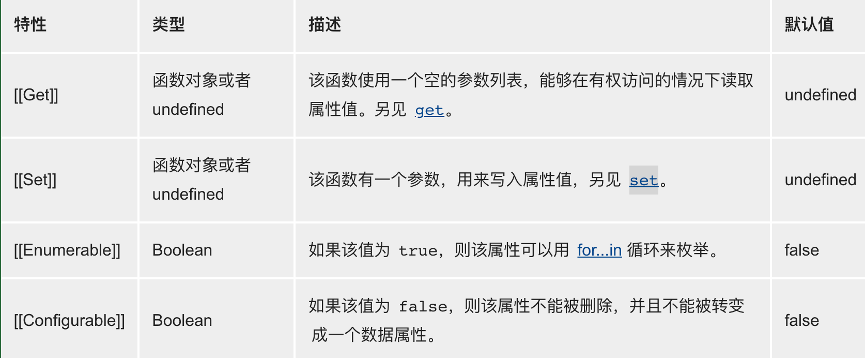 特性 类型 描述 默认值
[[Get]] 函数对象或者 undefined 该函数使用一个空的参数列表，能够在有权访问的情况下读取 属性值。另见 get。 undefined
[[Set]] 函数对象或者 undefined 该函数有一个参数，用来写入属性值，另见 set。 undefined
[[Enumerable]] Boolean 如果该值为 true，则该属性可以用 for...in 循环来枚举。 false
[[Configurable]] Boolean 如果该值为 false，则该属性不能被删除，并且不能被转变 成一个数据属性。 false